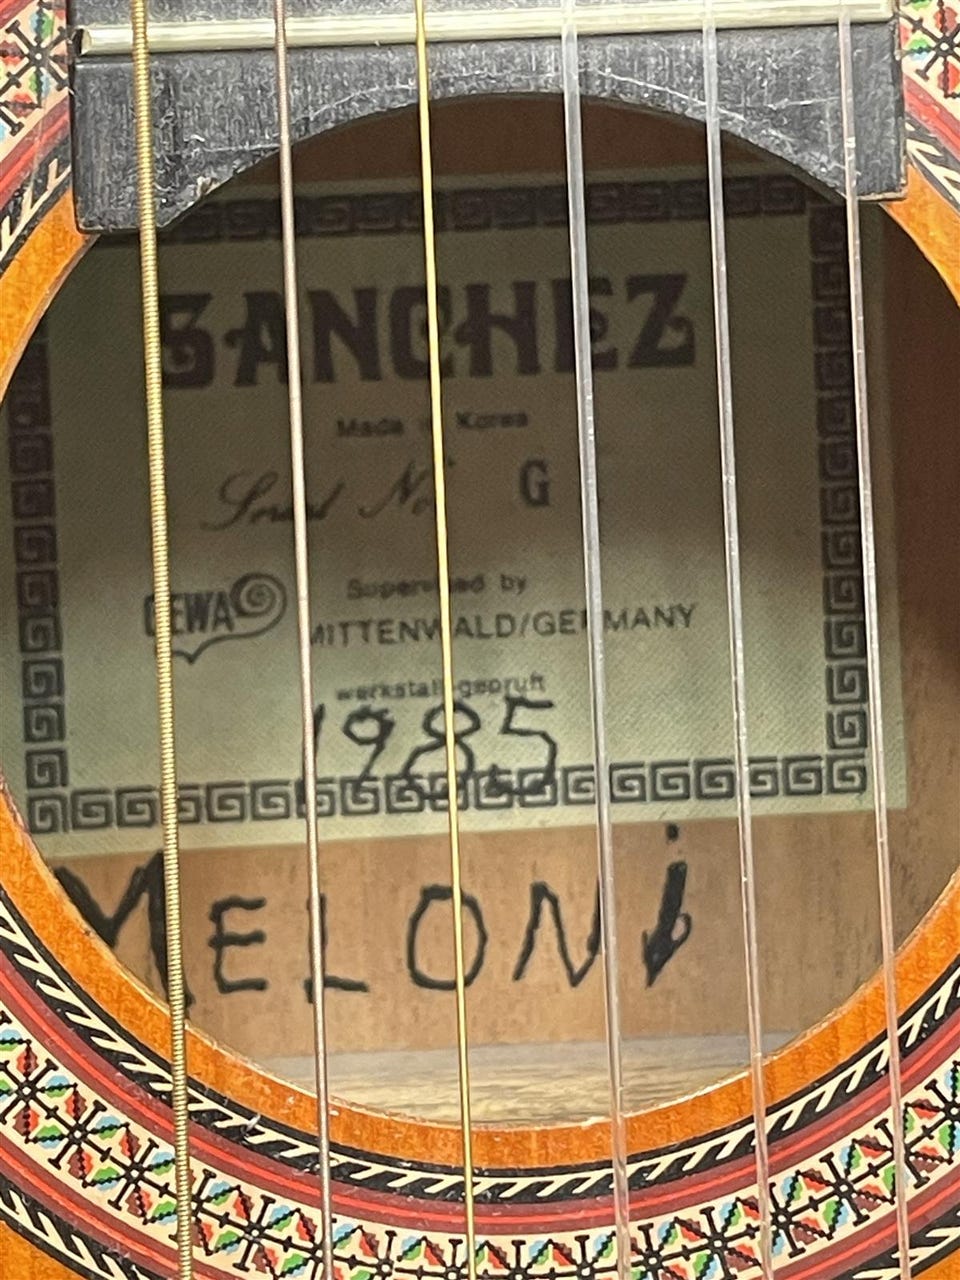 SANCHEZ
Made in Korea
Serial No. G
GEWA
Supervised by
MITTENWALD/GERMANY
werkstatt-geprüft
1985
MELONi